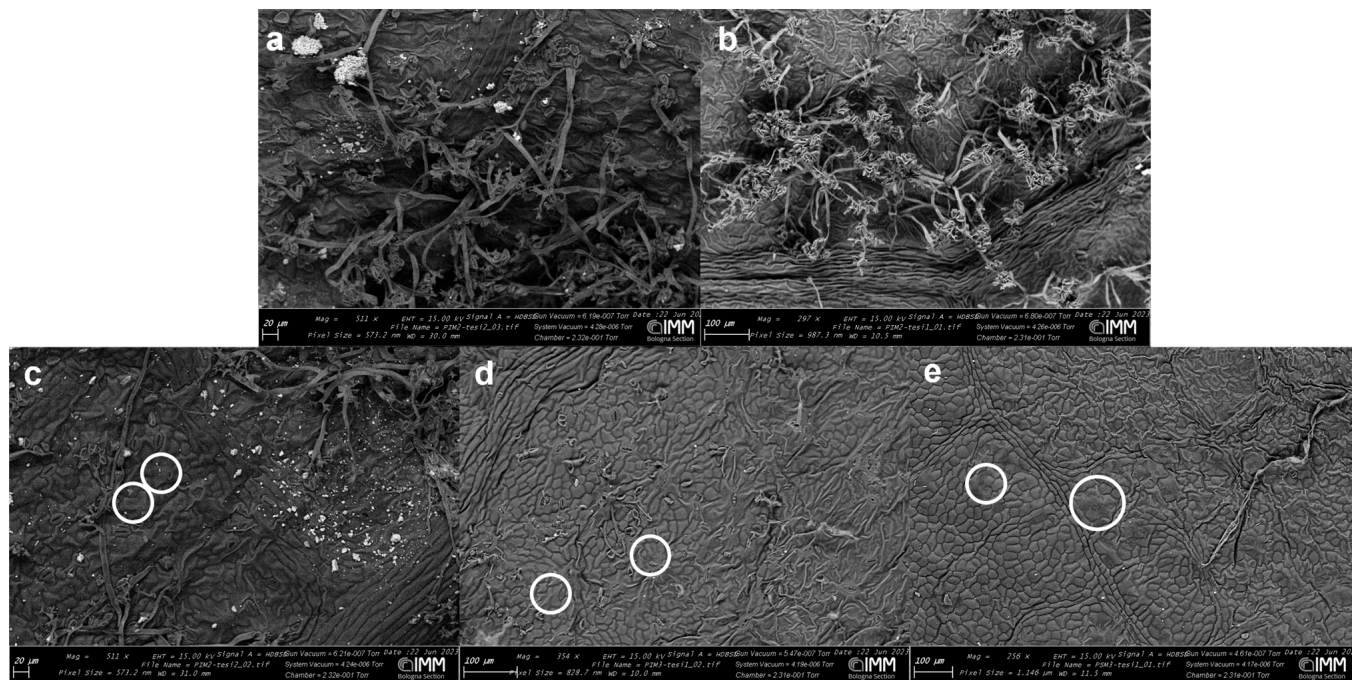 a
20 µm
Mag = 511 X EHT = 15.00 kV Signal A = HDBSD Gun Vacuum = 6.19e-007 Torr Date :22 Jun 2023
File Name = PIM2-tesi2_03.tif System Vacuum = 4.28e-006 Torr
Pixel Size = 573.2 nm WD = 30.0 mm Chamber = 2.32e-001 Torr
IMM
Bologna Section
b
100 µm
Mag = 297 X EHT = 15.00 kV Signal A = HDBSD Gun Vacuum = 6.80e-007 Torr Date :22 Jun 2023
File Name = PIM2-tesi1_01.tif System Vacuum = 4.26e-006 Torr
Pixel Size = 987.3 nm WD = 10.5 mm Chamber = 2.31e-001 Torr
IMM
Bologna Section
c
20 µm
Mag = 511 X EHT = 15.00 kV Signal A = HDBSD Gun Vacuum = 6.21e-007 Torr Date :22 Jun 2023
File Name = PIM2-tesi2_02.tif System Vacuum = 4.24e-006 Torr
Pixel Size = 573.2 nm WD = 31.0 mm Chamber = 2.32e-001 Torr
IMM
Bologna Section
d
100 µm
Mag = 354 X EHT = 15.00 kV Signal A = HDBSD Gun Vacuum = 5.47e-007 Torr Date :22 Jun 2023
File Name = PIM3-tesi1_02.tif System Vacuum = 4.19e-006 Torr
Pixel Size = 828.7 nm WD = 10.0 mm Chamber = 2.31e-001 Torr
IMM
Bologna Section
e
100 µm
Mag = 256 X EHT = 15.00 kV Signal A = HDBSD Gun Vacuum = 4.61e-007 Torr Date :22 Jun 2023
File Name = PSM3-tesi1_01.tif System Vacuum = 4.17e-006 Torr
Pixel Size = 1.146 µm WD = 11.5 mm Chamber = 2.31e-001 Torr
IMM
Bologna Section